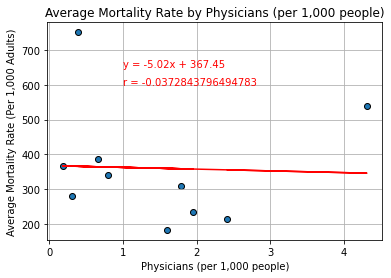 Average Mortality Rate by Physicians (per 1,000 people)
Average Mortality Rate (Per 1,000 Adults)
700
600
500
400
300
200
y = -5.02x + 367.45
r = -0.0372843796494783
0 1 2 3 4
Physicians (per 1,000 people)